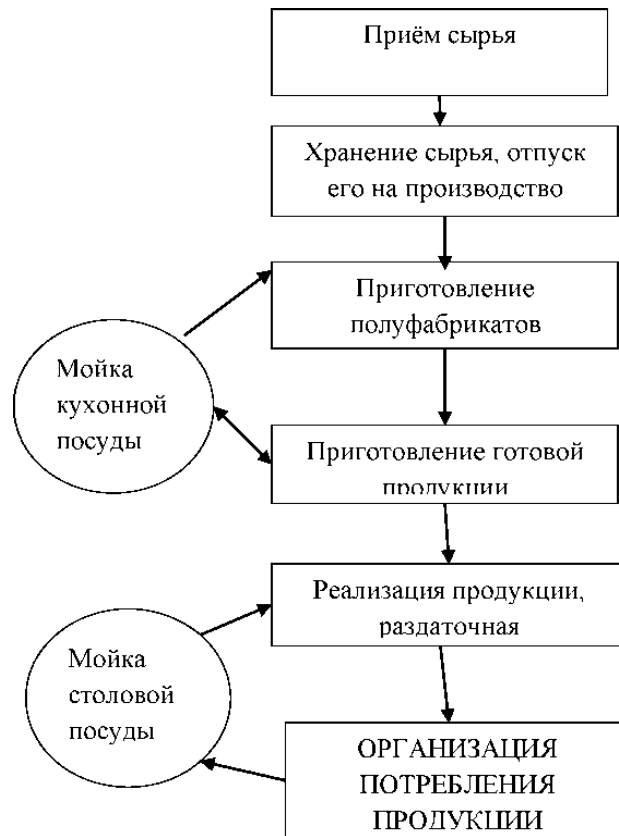 Приём сырья
Хранение сырья, отпуск
его на производство
Приготовление
полуфабрикатов
Мойка
кухонной
посуды
Приготовление готовой
продукции
Реализация продукции,
раздаточная
Мойка
столовой
посуды
ОРГАНИЗАЦИЯ
ПОТРЕБЛЕНИЯ
ПРОДУКЦИИ